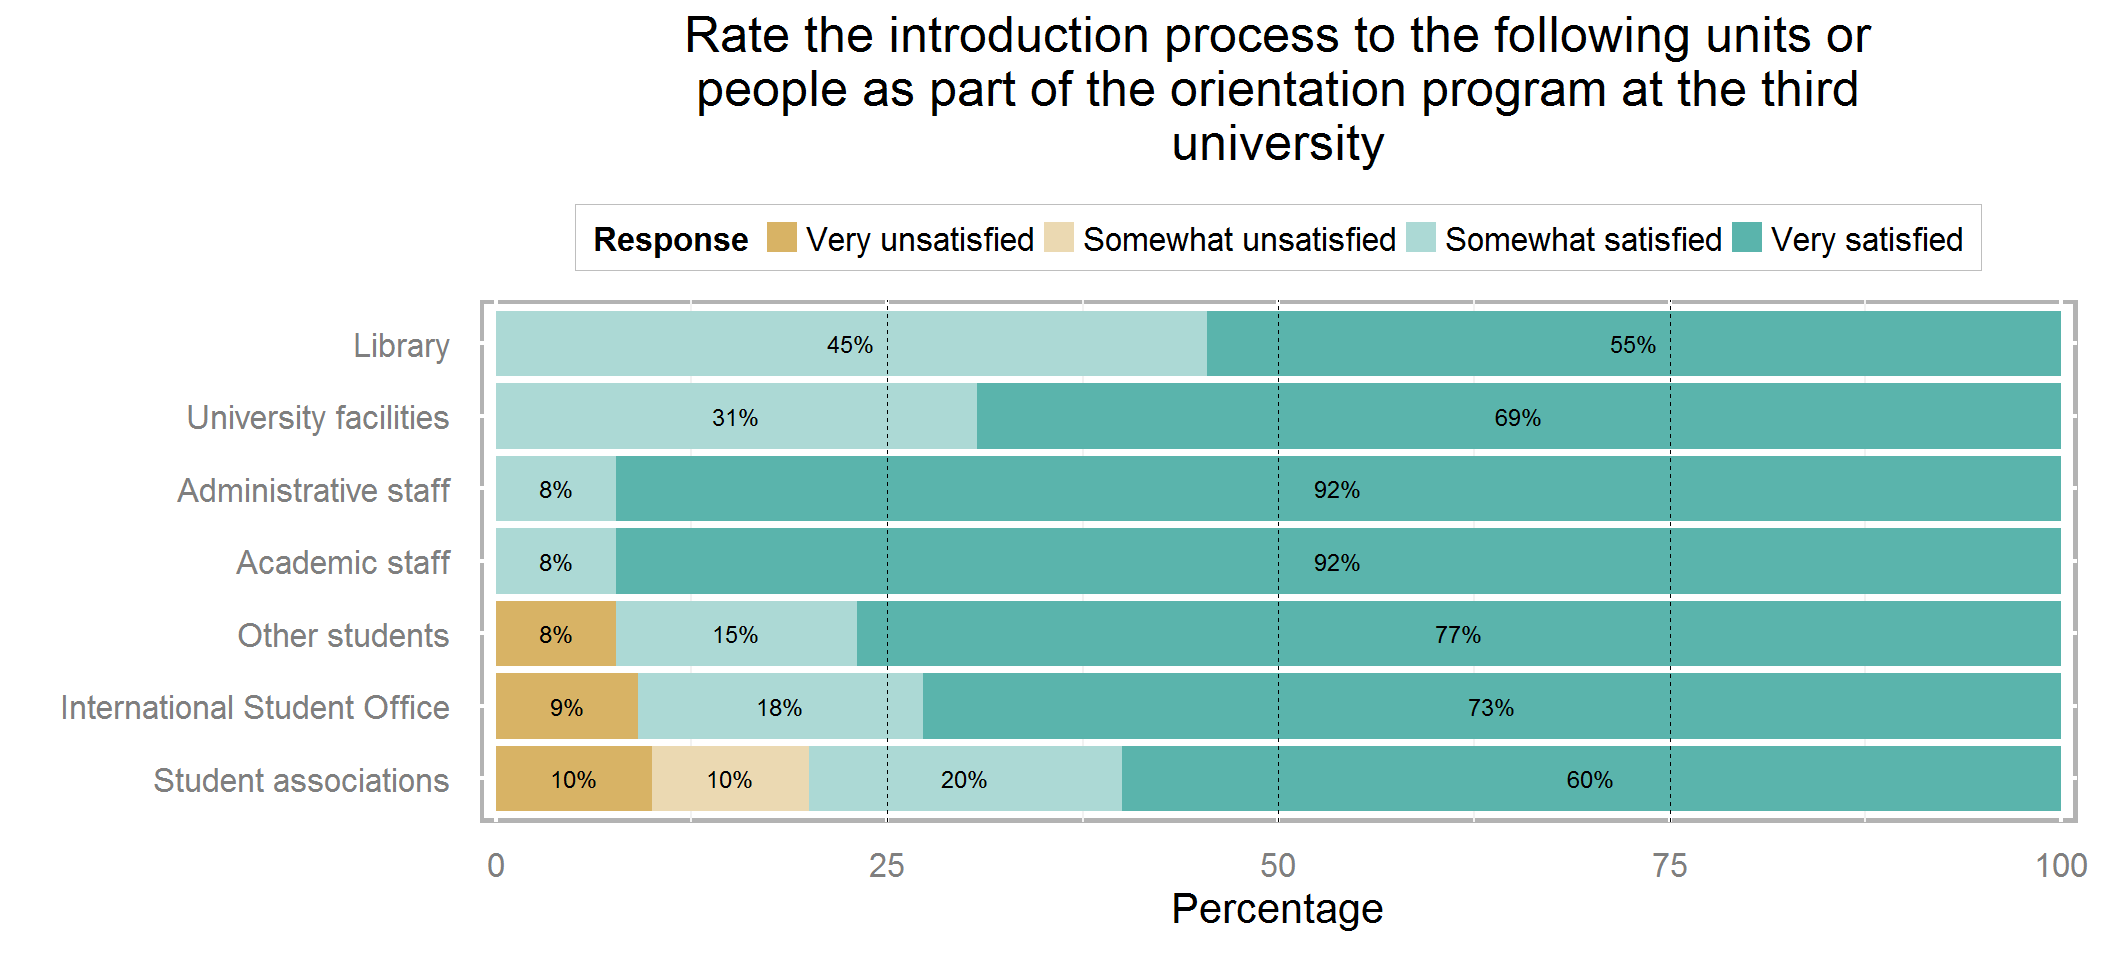 Rate the introduction process to the following units or
people as part of the orientation program at the third
university
Response Very unsatisfied Somewhat unsatisfied Somewhat satisfied Very satisfied
Library 45% 55%
University facilities 31% 69%
Administrative staff 8% 92%
Academic staff 8% 92%
Other students 8% 15% 77%
International Student Office 9% 18% 73%
Student associations 10% 10% 20% 60%
0 25 50 75 100
Percentage